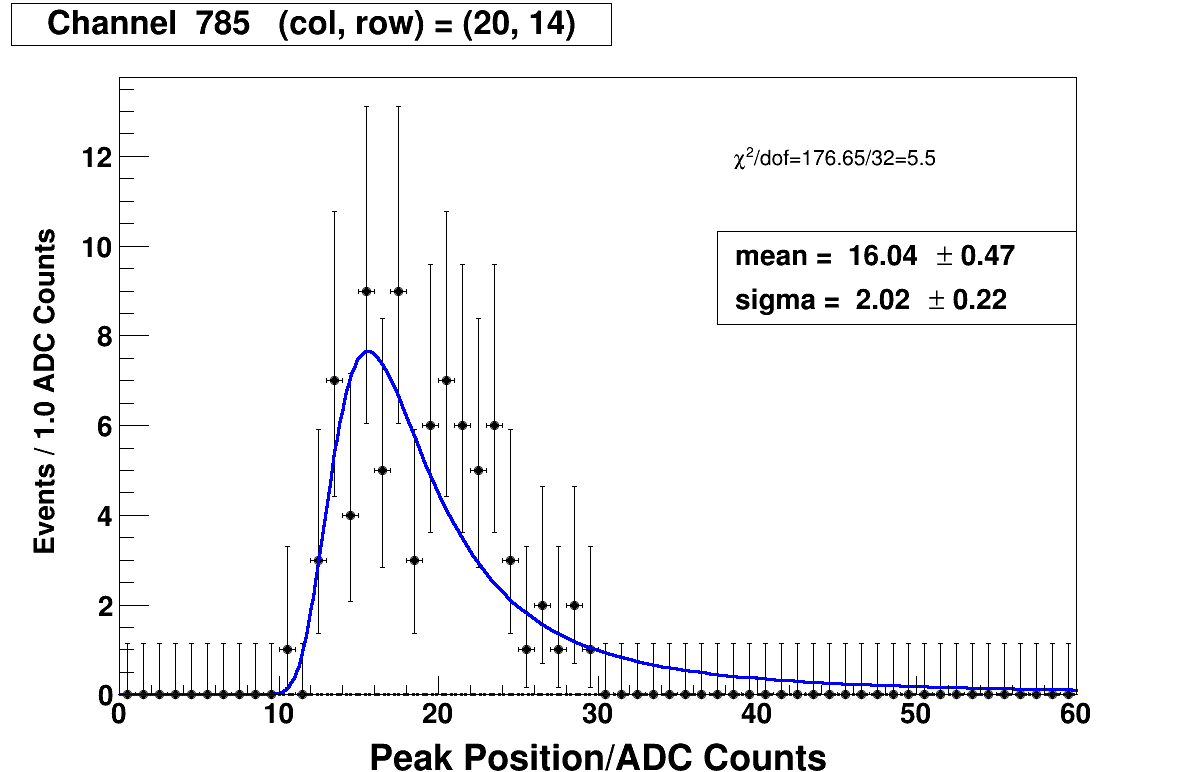 Channel 785 (col, row) = (20, 14)
χ²/dof=176.65/32=5.5
mean = 16.04 ± 0.47
sigma = 2.02 ± 0.22
Events / 1.0 ADC Counts
12
10
8
6
4
2
0
0 10 20 30 40 50 60
Peak Position/ADC Counts